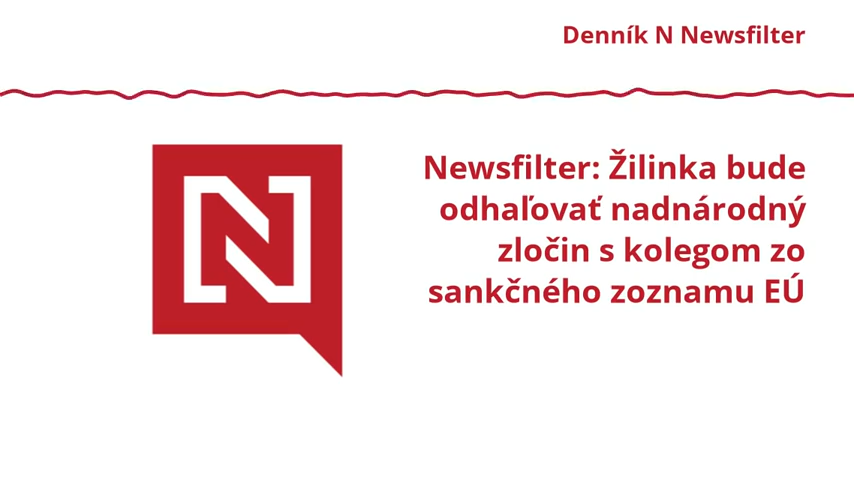 Denník N Newsfilter
N
Newsfilter: Žilinka bude
odhaľovať nadnárodný
zločin s kolegom zo
sankčného zoznamu EÚ